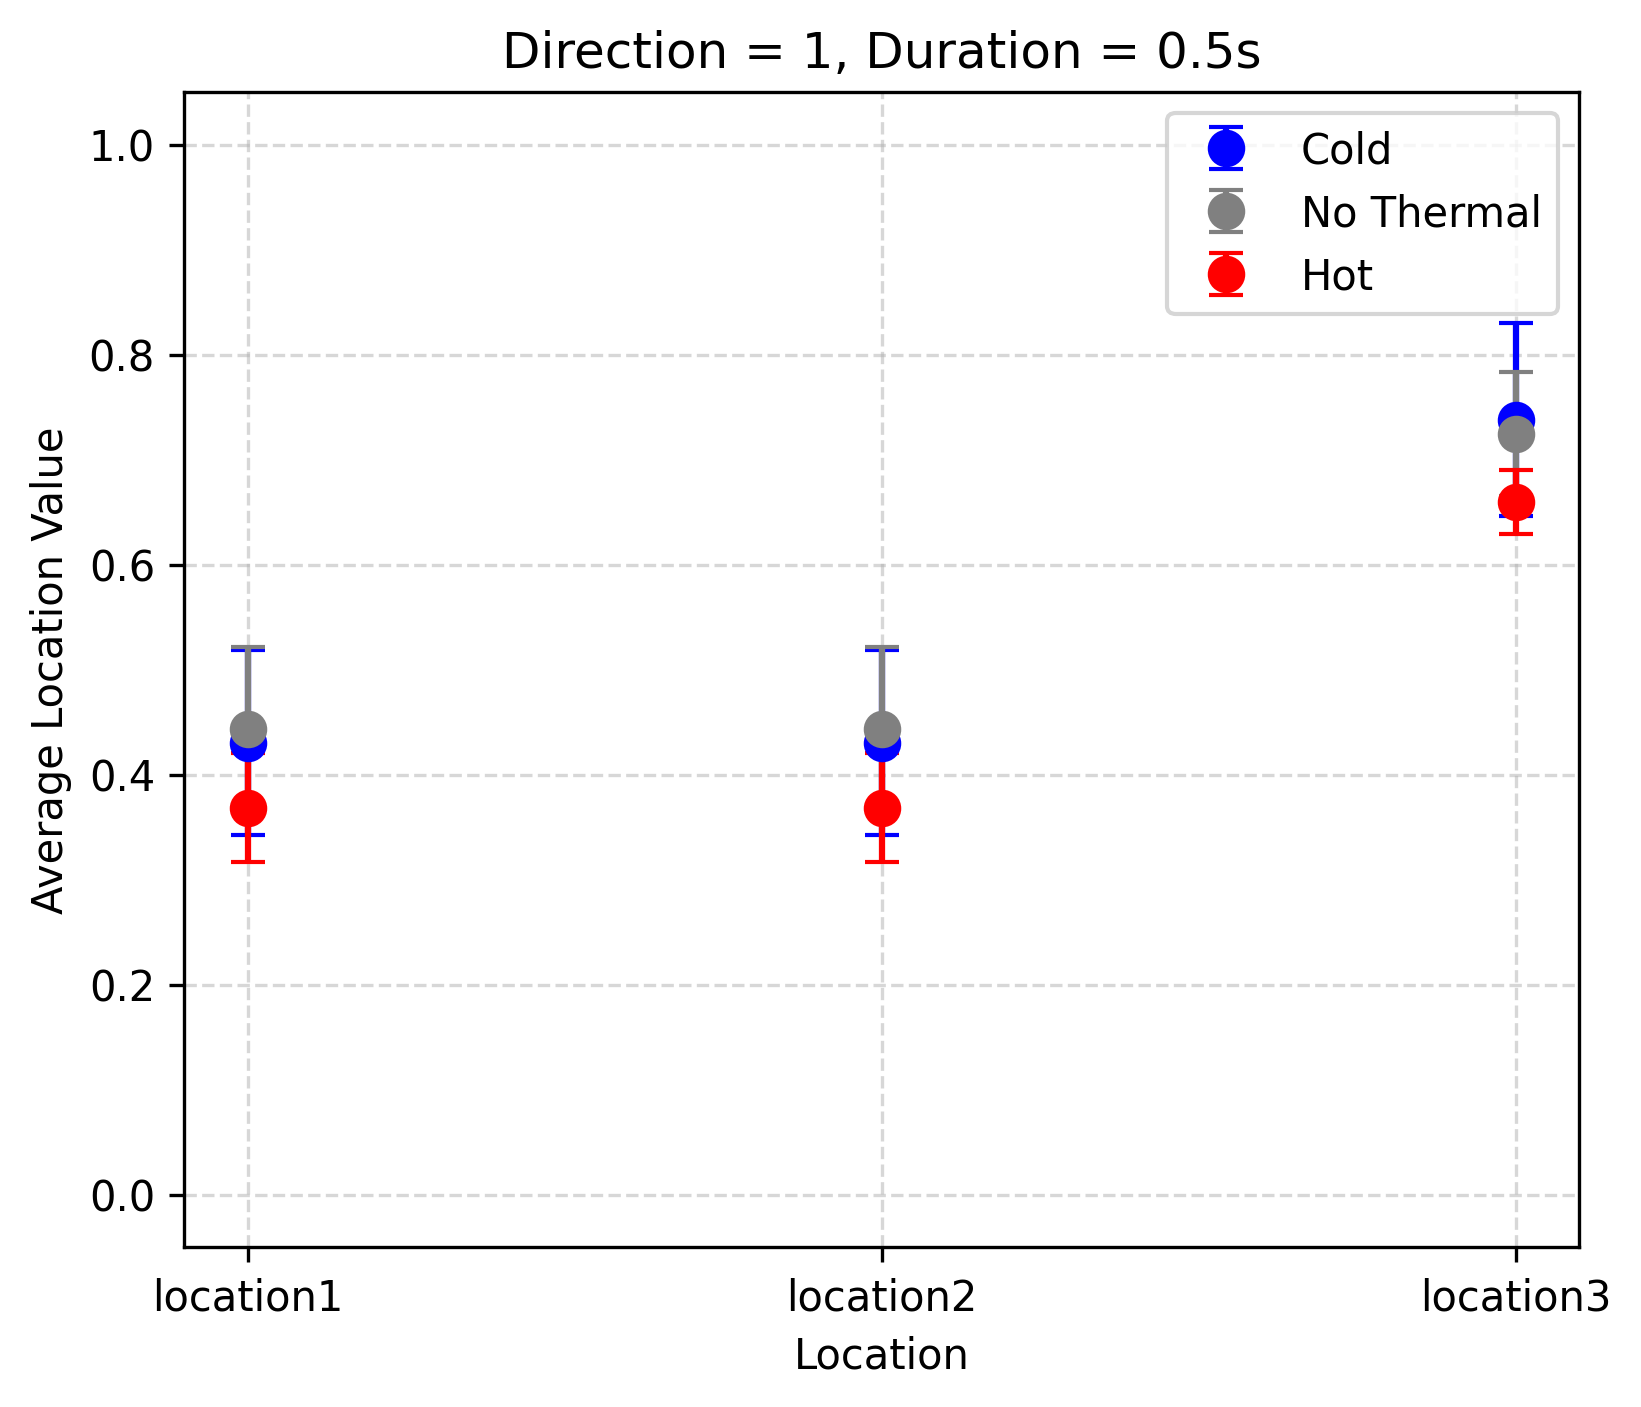 Direction = 1, Duration = 0.5s
Cold
No Thermal
Hot
1.0
0.8
0.6
0.4
0.2
0.0
Average Location Value
location1
location2
location3
Location